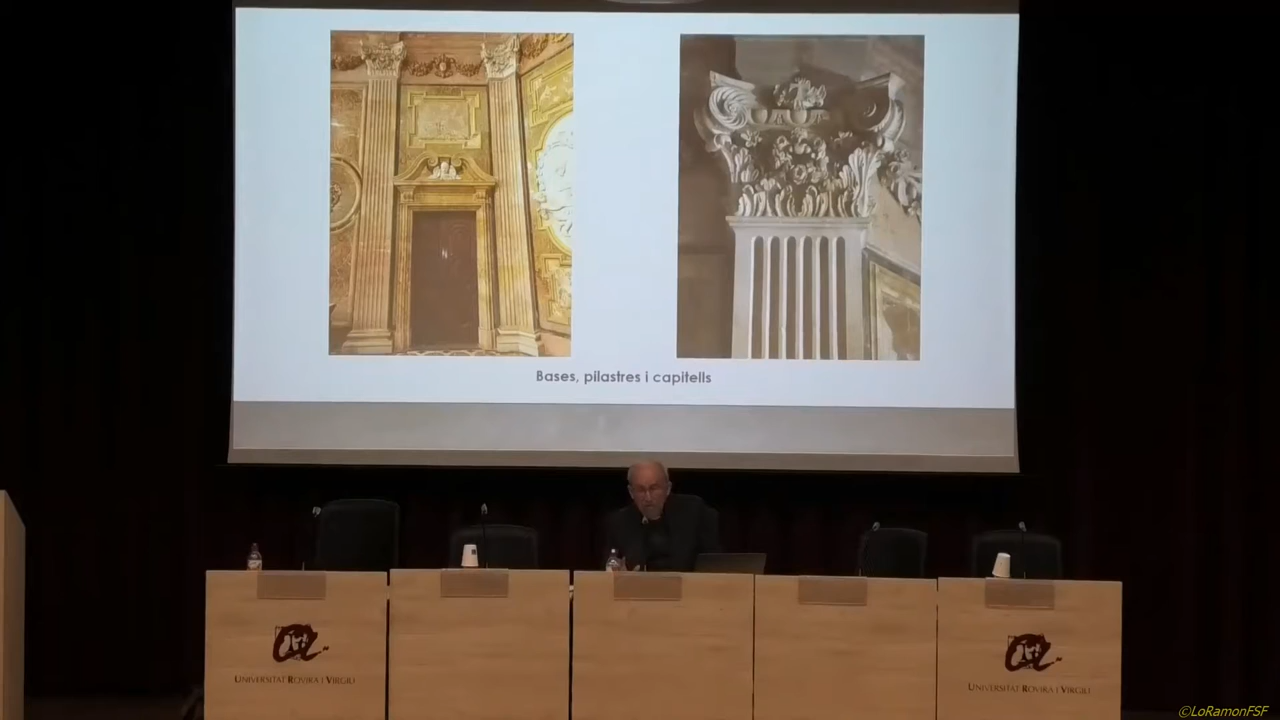 Bases, pilastres i capitells
UNIVERSITAT ROVIRA I VIRGILI
UNIVERSITAT ROVIRA I VIRGILI
©LoRamonFSF